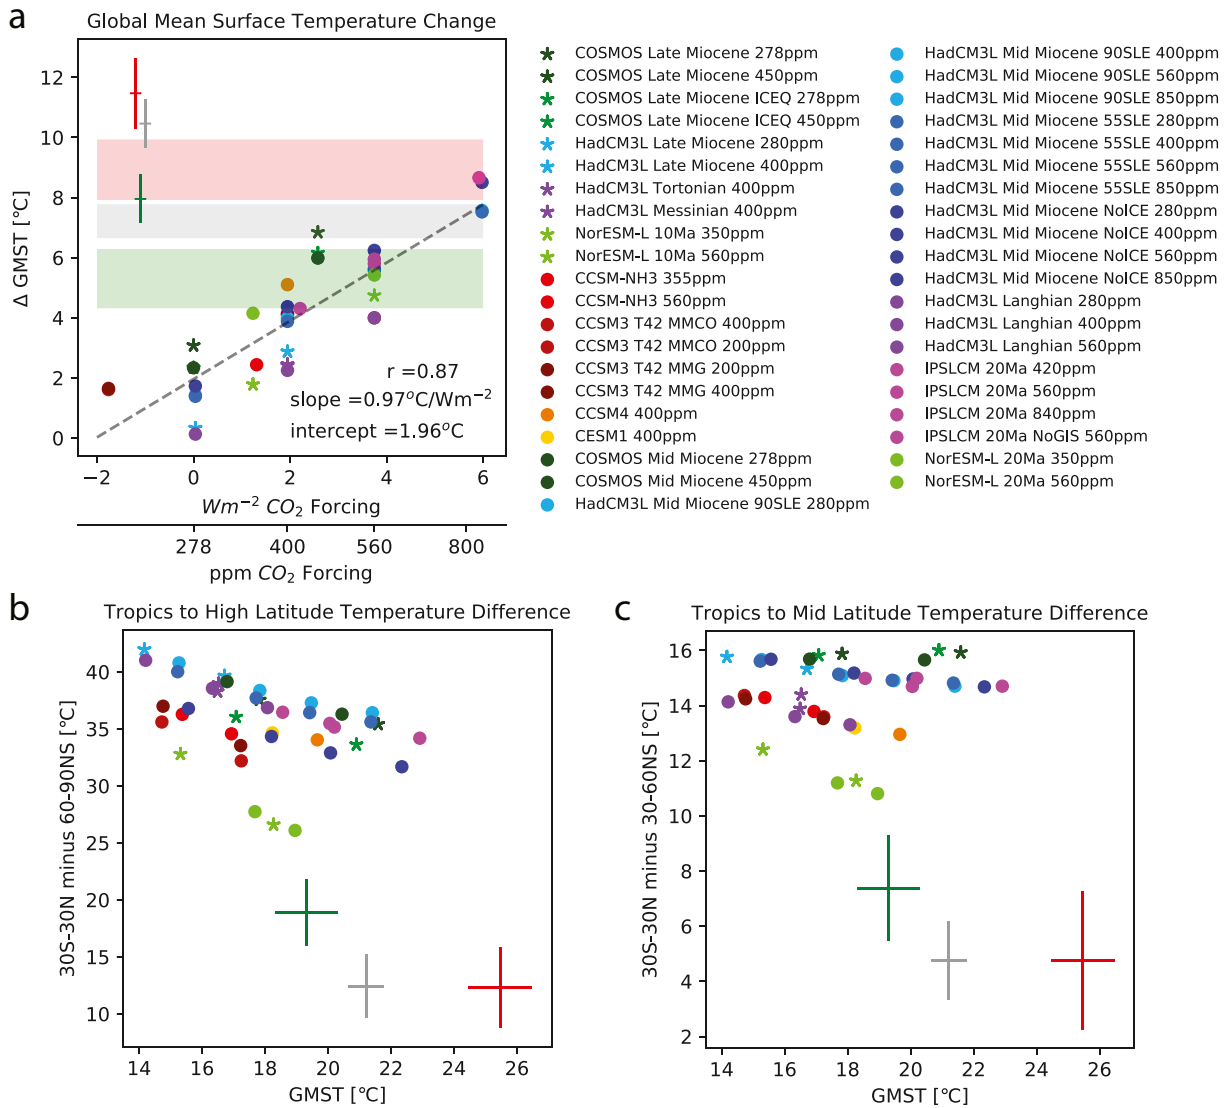 a
Global Mean Surface Temperature Change
12
10
8
6
4
2
0
Δ GMST [℃]
r =0.87
slope =0.97°C/Wm⁻²
intercept =1.96°C
−2
0
2
4
6
Wm⁻² CO₂ Forcing
278
400
560
800
ppm CO₂ Forcing
COSMOS Late Miocene 278ppm
COSMOS Late Miocene 450ppm
COSMOS Late Miocene ICEQ 278ppm
COSMOS Late Miocene ICEQ 450ppm
HadCM3L Late Miocene 280ppm
HadCM3L Late Miocene 400ppm
HadCM3L Tortonian 400ppm
HadCM3L Messinian 400ppm
NorESM-L 10Ma 350ppm
NorESM-L 10Ma 560ppm
CCSM-NH3 355ppm
CCSM-NH3 560ppm
CCSM3 T42 MMCO 400ppm
CCSM3 T42 MMCO 200ppm
CCSM3 T42 MMG 200ppm
CCSM3 T42 MMG 400ppm
CCSM4 400ppm
CESM1 400ppm
COSMOS Mid Miocene 278ppm
COSMOS Mid Miocene 450ppm
HadCM3L Mid Miocene 90SLE 280ppm
HadCM3L Mid Miocene 90SLE 400ppm
HadCM3L Mid Miocene 90SLE 560ppm
HadCM3L Mid Miocene 90SLE 850ppm
HadCM3L Mid Miocene 55SLE 280ppm
HadCM3L Mid Miocene 55SLE 400ppm
HadCM3L Mid Miocene 55SLE 560ppm
HadCM3L Mid Miocene 55SLE 850ppm
HadCM3L Mid Miocene NoICE 280ppm
HadCM3L Mid Miocene NoICE 400ppm
HadCM3L Mid Miocene NoICE 560ppm
HadCM3L Mid Miocene NoICE 850ppm
HadCM3L Langhian 280ppm
HadCM3L Langhian 400ppm
HadCM3L Langhian 560ppm
IPSLCM 20Ma 420ppm
IPSLCM 20Ma 560ppm
IPSLCM 20Ma 840ppm
IPSLCM 20Ma NoGIS 560ppm
NorESM-L 20Ma 350ppm
NorESM-L 20Ma 560ppm
b
Tropics to High Latitude Temperature Difference
40
35
30
25
20
15
10
30S-30N minus 60-90NS [℃]
14
16
18
20
22
24
26
GMST [℃]
c
Tropics to Mid Latitude Temperature Difference
16
14
12
10
8
6
4
2
30S-30N minus 30-60NS [℃]
14
16
18
20
22
24
26
GMST [℃]